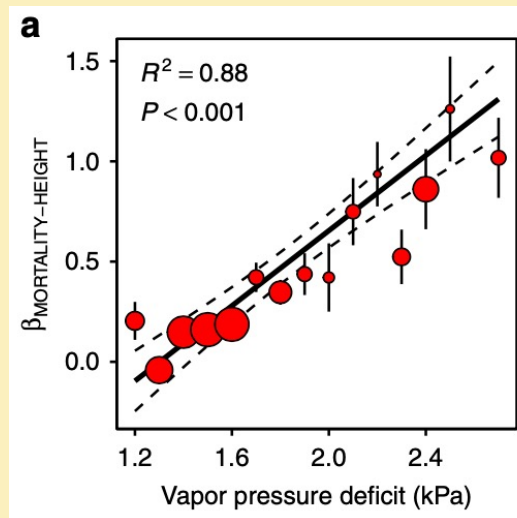 a
R² = 0.88
P < 0.001
1.5
1.0
0.5
0.0
βMORTALITY–HEIGHT
1.2 1.6 2.0 2.4
Vapor pressure deficit (kPa)